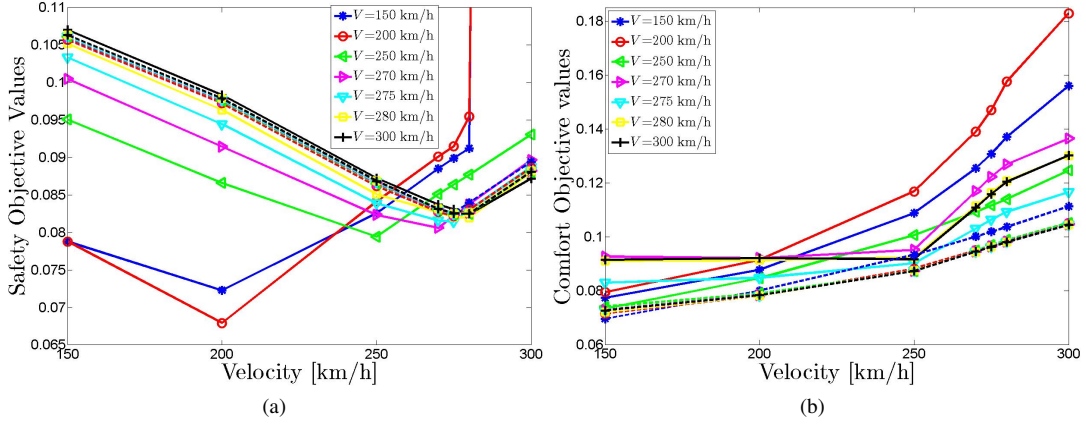 0.11
0.105
0.1
0.095
0.09
0.085
0.08
0.075
0.07
0.065
Safety Objective Values
150
200
250
300
Velocity [km/h]
V=150 km/h
V=200 km/h
V=250 km/h
V=270 km/h
V=275 km/h
V=280 km/h
V=300 km/h
(a)
0.18
0.16
0.14
0.12
0.1
0.08
0.06
Comfort Objective values
150
200
250
300
Velocity [km/h]
V=150 km/h
V=200 km/h
V=250 km/h
V=270 km/h
V=275 km/h
V=280 km/h
V=300 km/h
(b)